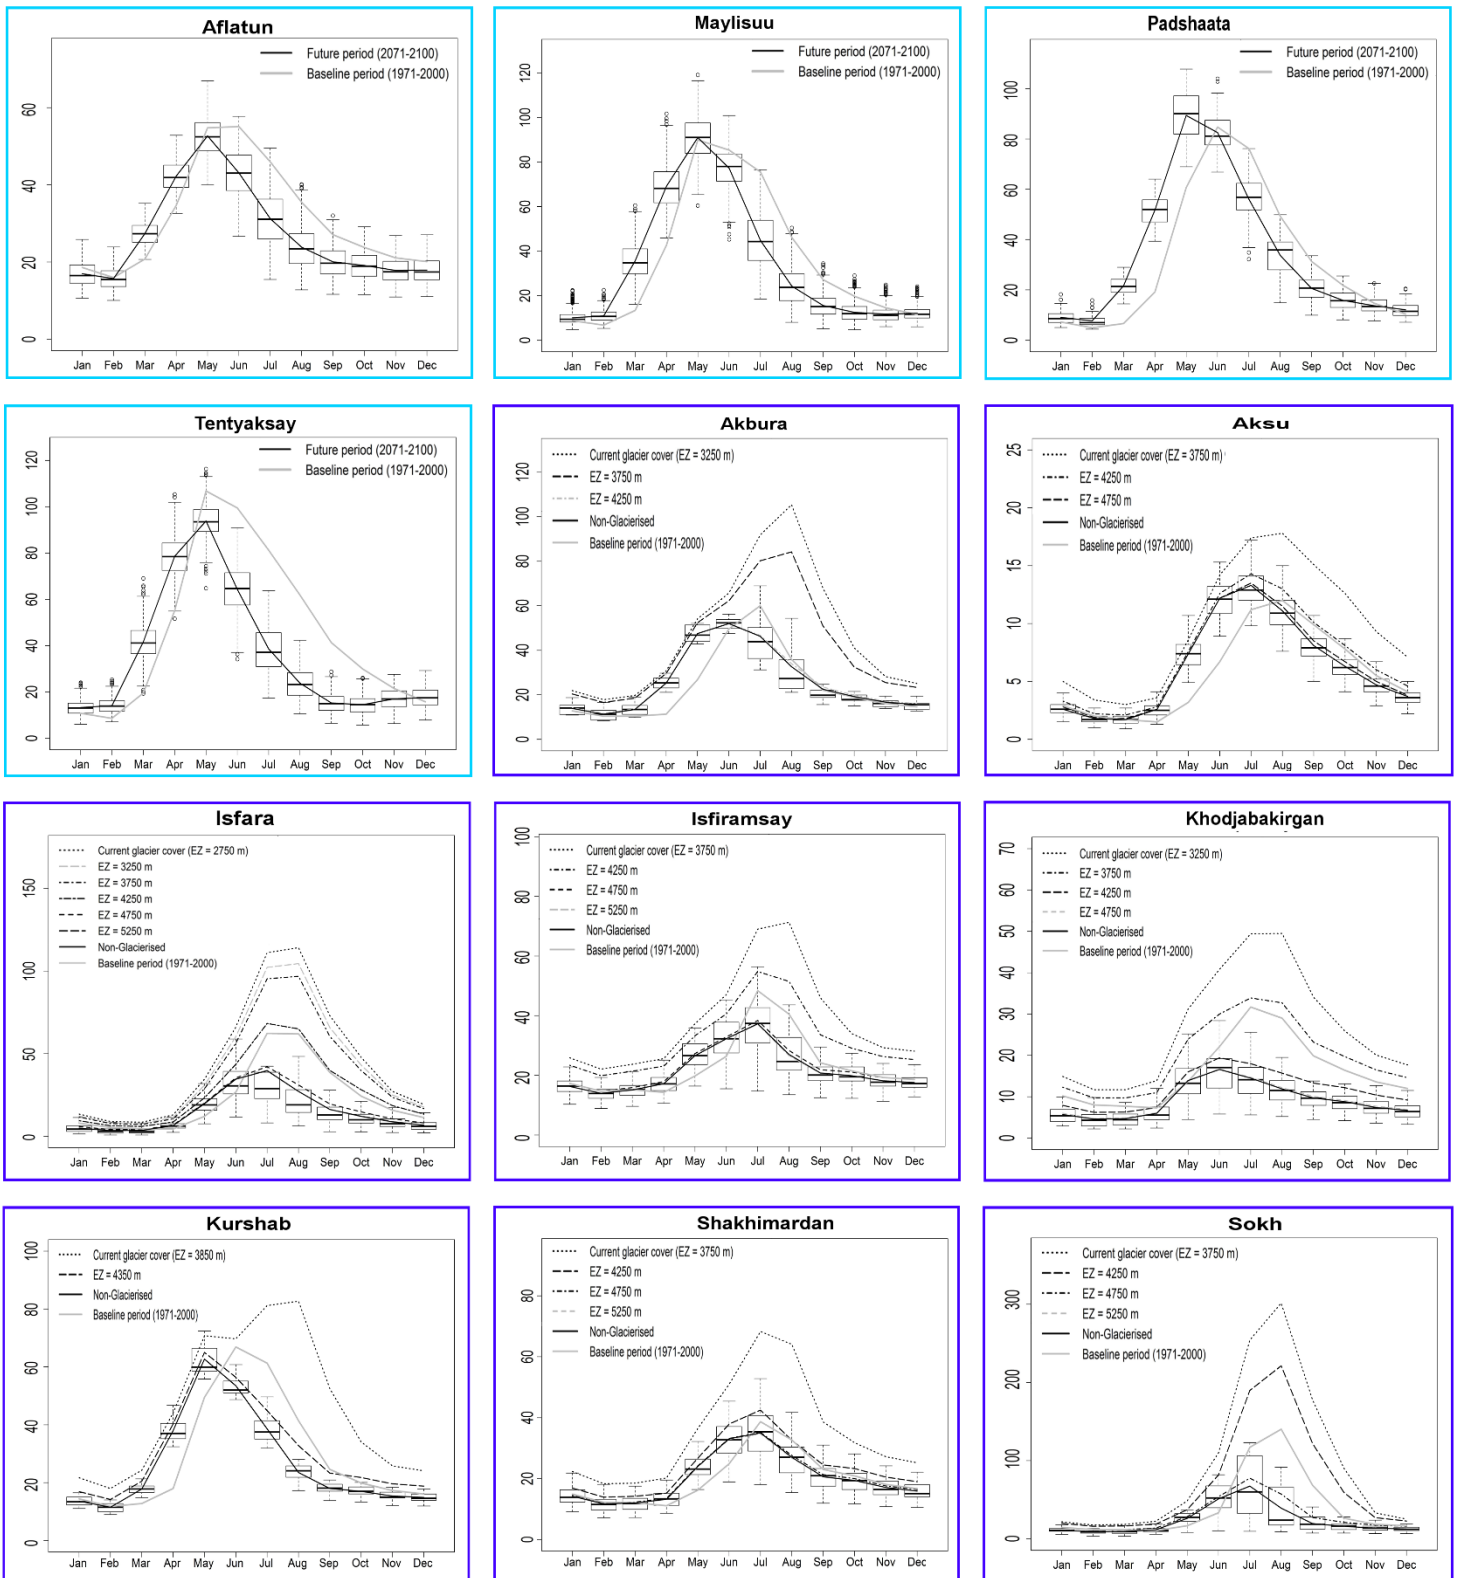 Aflatun
Future period (2071-2100)
Baseline period (1971-2000)
60
40
20
0
Jan Feb Mar Apr May Jun Jul Aug Sep Oct Nov Dec
Maylisuu
Future period (2071-2100)
Baseline period (1971-2000)
120
100
80
60
40
20
0
Jan Feb Mar Apr May Jun Jul Aug Sep Oct Nov Dec
Padshaata
Future period (2071-2100)
Baseline period (1971-2000)
100
80
60
40
20
0
Jan Feb Mar Apr May Jun Jul Aug Sep Oct Nov Dec
Tentyaksay
Future period (2071-2100)
Baseline period (1971-2000)
120
100
80
60
40
20
0
Jan Feb Mar Apr May Jun Jul Aug Sep Oct Nov Dec
Akbura
Current glacier cover (EZ = 3250 m)
EZ = 3750 m
EZ = 4250 m
Non-Glacierised
Baseline period (1971-2000)
120
100
80
60
40
20
0
Jan Feb Mar Apr May Jun Jul Aug Sep Oct Nov Dec
Aksu
Current glacier cover (EZ = 3750 m)
EZ = 4250 m
EZ = 4750 m
Non-Glacierised
Baseline period (1971-2000)
25
20
15
10
5
0
Jan Feb Mar Apr May Jun Jul Aug Sep Oct Nov Dec
Isfara
Current glacier cover (EZ = 2750 m)
EZ = 3250 m
EZ = 3750 m
EZ = 4250 m
EZ = 4750 m
EZ = 5250 m
Non-Glacierised
Baseline period (1971-2000)
150
100
50
0
Jan Feb Mar Apr May Jun Jul Aug Sep Oct Nov Dec
Isfiramsay
Current glacier cover (EZ = 3750 m)
EZ = 4250 m
EZ = 4750 m
EZ = 5250 m
Non-Glacierised
Baseline period (1971-2000)
100
80
60
40
20
0
Jan Feb Mar Apr May Jun Jul Aug Sep Oct Nov Dec
Khodjabakirgan
Current glacier cover (EZ = 3250 m)
EZ = 3750 m
EZ = 4250 m
EZ = 4750 m
Non-Glacierised
Baseline period (1971-2000)
70
60
50
40
30
20
10
0
Jan Feb Mar Apr May Jun Jul Aug Sep Oct Nov Dec
Kurshab
Current glacier cover (EZ = 3850 m)
EZ = 4350 m
Non-Glacierised
Baseline period (1971-2000)
100
80
60
40
20
0
Jan Feb Mar Apr May Jun Jul Aug Sep Oct Nov Dec
Shakhimardan
Current glacier cover (EZ = 3750 m)
EZ = 4250 m
EZ = 4750 m
EZ = 5250 m
Non-Glacierised
Baseline period (1971-2000)
80
60
40
20
0
Jan Feb Mar Apr May Jun Jul Aug Sep Oct Nov Dec
Sokh
Current glacier cover (EZ = 3750 m)
EZ = 4250 m
EZ = 4750 m
EZ = 5250 m
Non-Glacierised
Baseline period (1971-2000)
300
200
100
0
Jan Feb Mar Apr May Jun Jul Aug Sep Oct Nov Dec